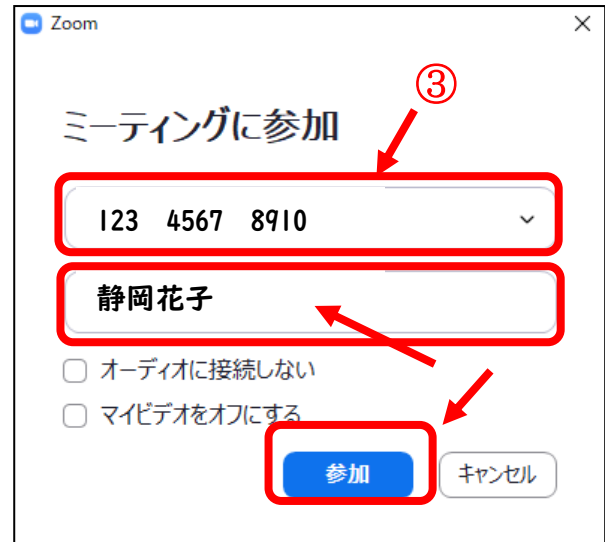 Zoom
③
ミーティングに参加
123 4567 8910
静岡花子
オーディオに接続しない
マイビデオをオフにする
参加 キャンセル